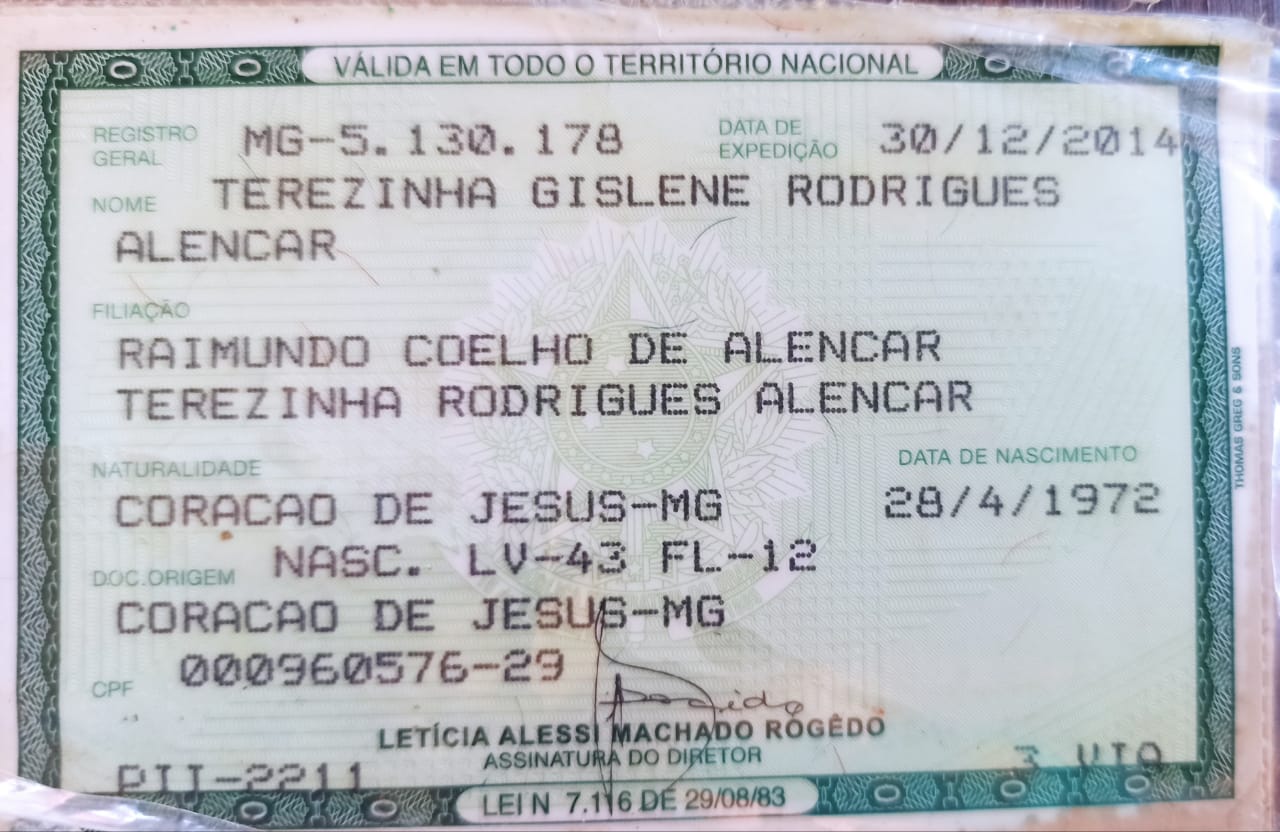 VÁLIDA EM TODO O TERRITÓRIO NACIONAL
REGISTRO GERAL MG-5.130.178 DATA DE EXPEDIÇÃO 30/12/2014
NOME TEREZINHA GISLENE RODRIGUES
ALENCAR
FILIAÇÃO
RAIMUNDO COELHO DE ALENCAR
TEREZINHA RODRIGUES ALENCAR
NATURALIDADE DATA DE NASCIMENTO
CORACAO DE JESUS-MG 28/4/1972
DOC.ORIGEM NASC. LV-43 FL-12
CORACAO DE JESUS-MG
CPF 000960576-29
LETÍCIA ALESSI MACHADO ROGÊDO
ASSINATURA DO DIRETOR
PII-2211 3 VIA
LEI N 7.116 DE 29/08/83
THOMAS GREG & SONS